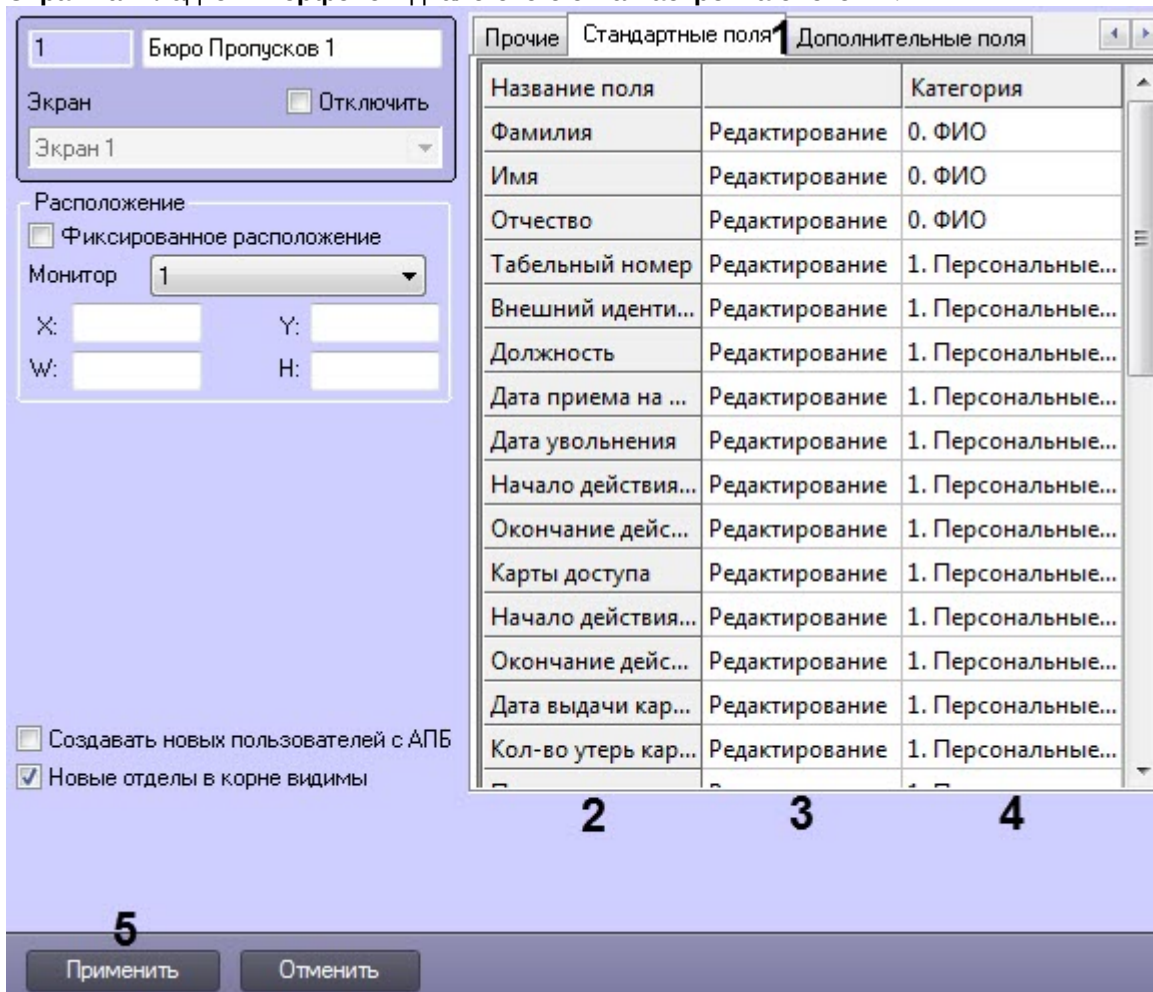 1 Бюро Пропусков 1
Экран Отключить
Экран 1
Расположение
Фиксированное расположение
Монитор 1
X: Y:
W: H:
Создавать новых пользователей с АПБ
Новые отделы в корне видимы
Прочие Стандартные поля 1 Дополнительные поля
Название поля Категория
Фамилия Редактирование 0. ФИО
Имя Редактирование 0. ФИО
Отчество Редактирование 0. ФИО
Табельный номер Редактирование 1. Персональные...
Внешний иденти... Редактирование 1. Персональные...
Должность Редактирование 1. Персональные...
Дата приема на ... Редактирование 1. Персональные...
Дата увольнения Редактирование 1. Персональные...
Начало действия... Редактирование 1. Персональные...
Окончание дейс... Редактирование 1. Персональные...
Карты доступа Редактирование 1. Персональные...
Начало действия... Редактирование 1. Персональные...
Окончание дейс... Редактирование 1. Персональные...
Дата выдачи кар... Редактирование 1. Персональные...
Кол-во утерь кар... Редактирование 1. Персональные...
2 3 4
5
Применить Отменить